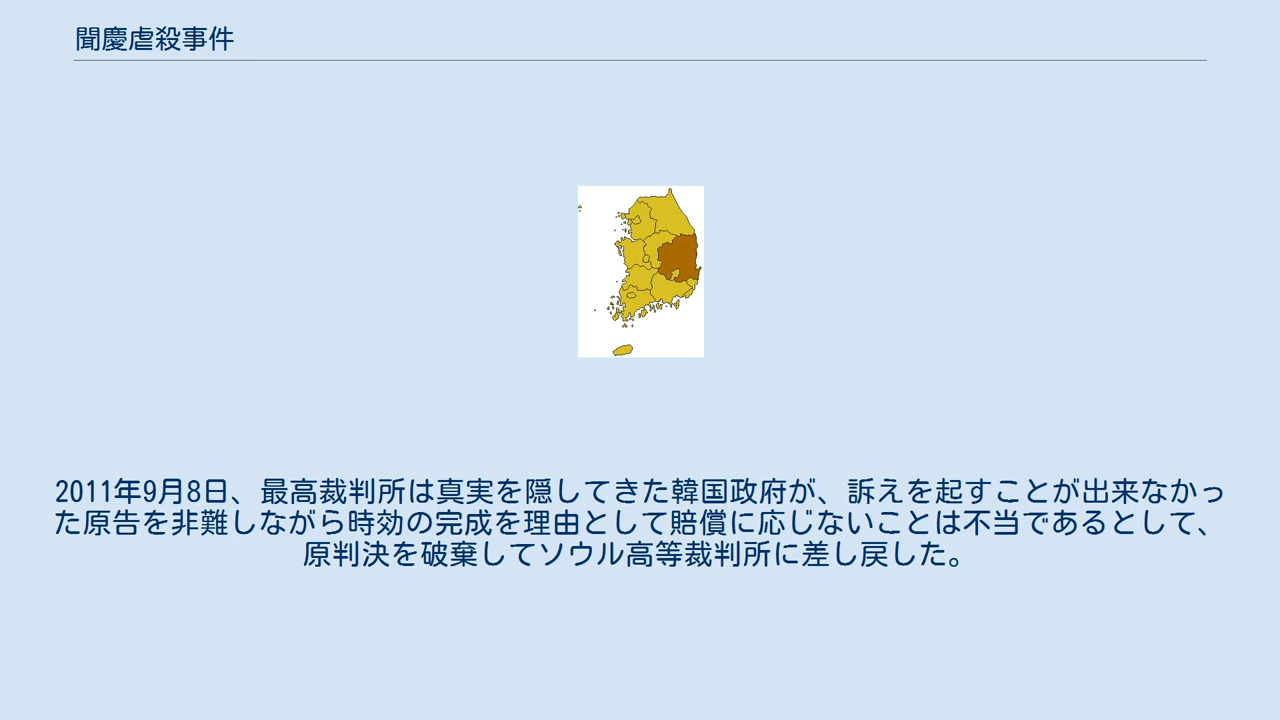 聞慶虐殺事件
2011年9月8日、最高裁判所は真実を隠してきた韓国政府が、訴えを起すことが出来なかっ
た原告を非難しながら時効の完成を理由として賠償に応じないことは不当であるとして、
原判決を破棄してソウル高等裁判所に差し戻した。